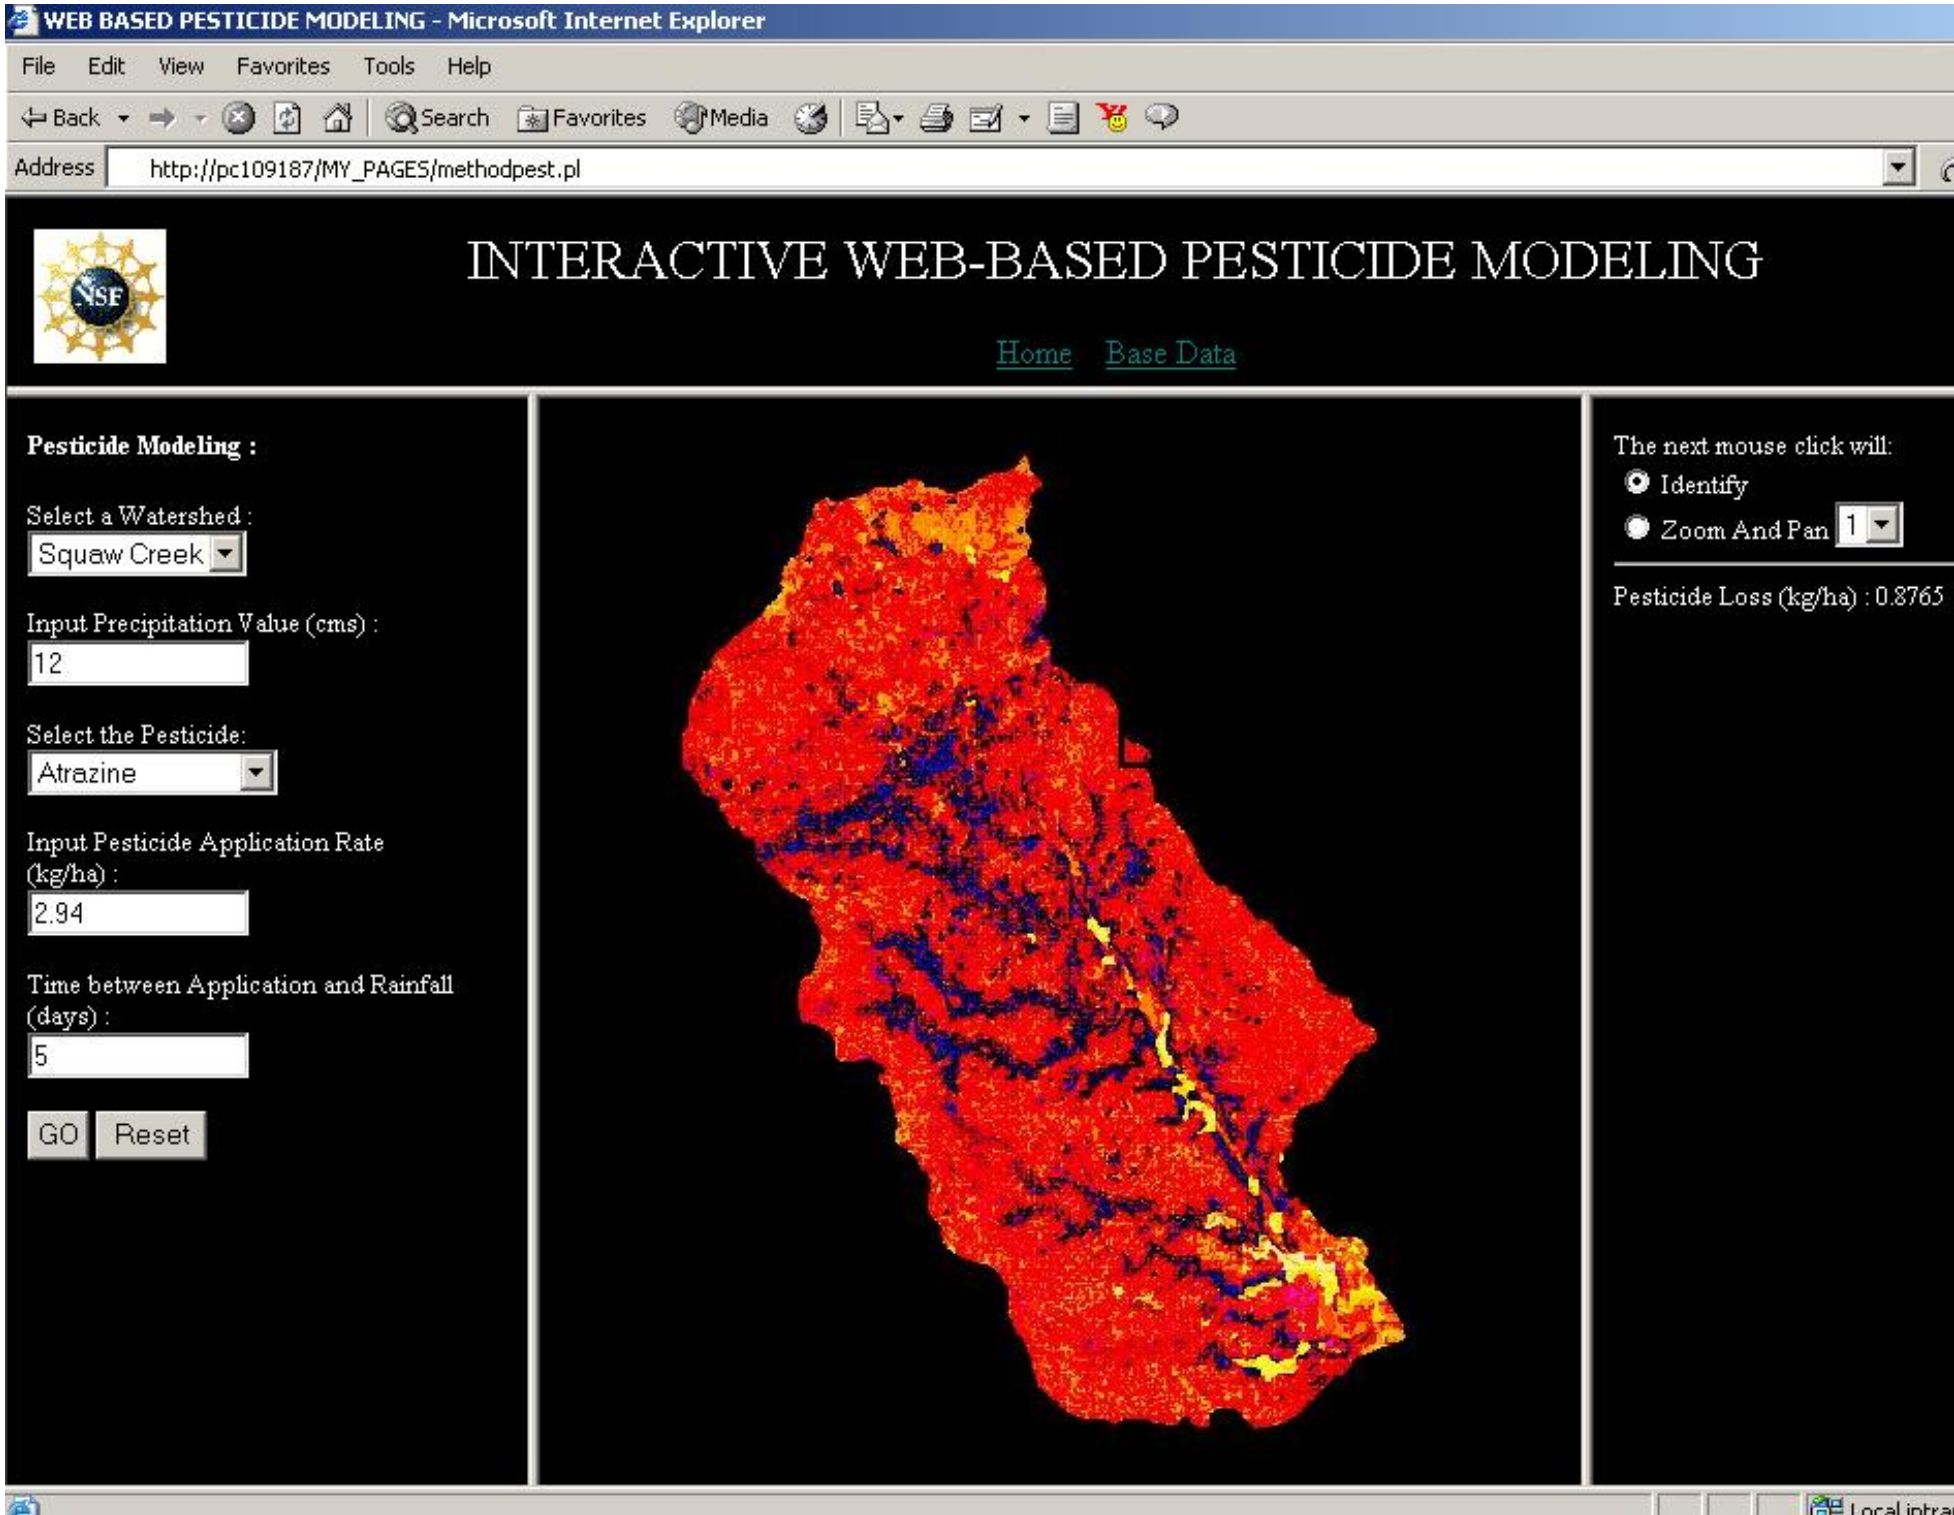 WEB BASED PESTICIDE MODELING - Microsoft Internet Explorer
File Edit View Favorites Tools Help
Back Search Favorites Media
Address http://pc109187/MY_PAGES/methodpest.pl
NSF
INTERACTIVE WEB-BASED PESTICIDE MODELING
Home Base Data
Pesticide Modeling :
Select a Watershed :
Squaw Creek
Input Precipitation Value (cms) :
12
Select the Pesticide:
Atrazine
Input Pesticide Application Rate
(kg/ha) :
2.94
Time between Application and Rainfall
(days) :
5
GO Reset
The next mouse click will:
Identify
Zoom And Pan 1
Pesticide Loss (kg/ha) : 0.8765
Local